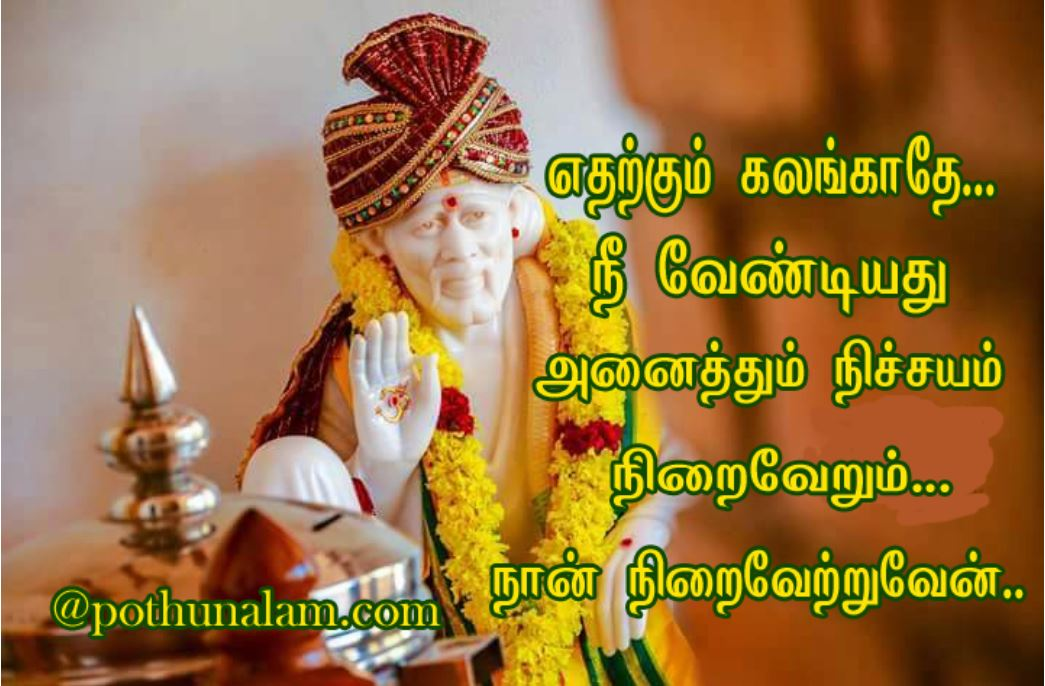 எதற்கும் கலங்காதே...
நீ வேண்டியது
அனைத்தும் நிச்சயம்
நிறைவேறும்...
நான் நிறைவேற்றுவேன்..
@pothunalam.com